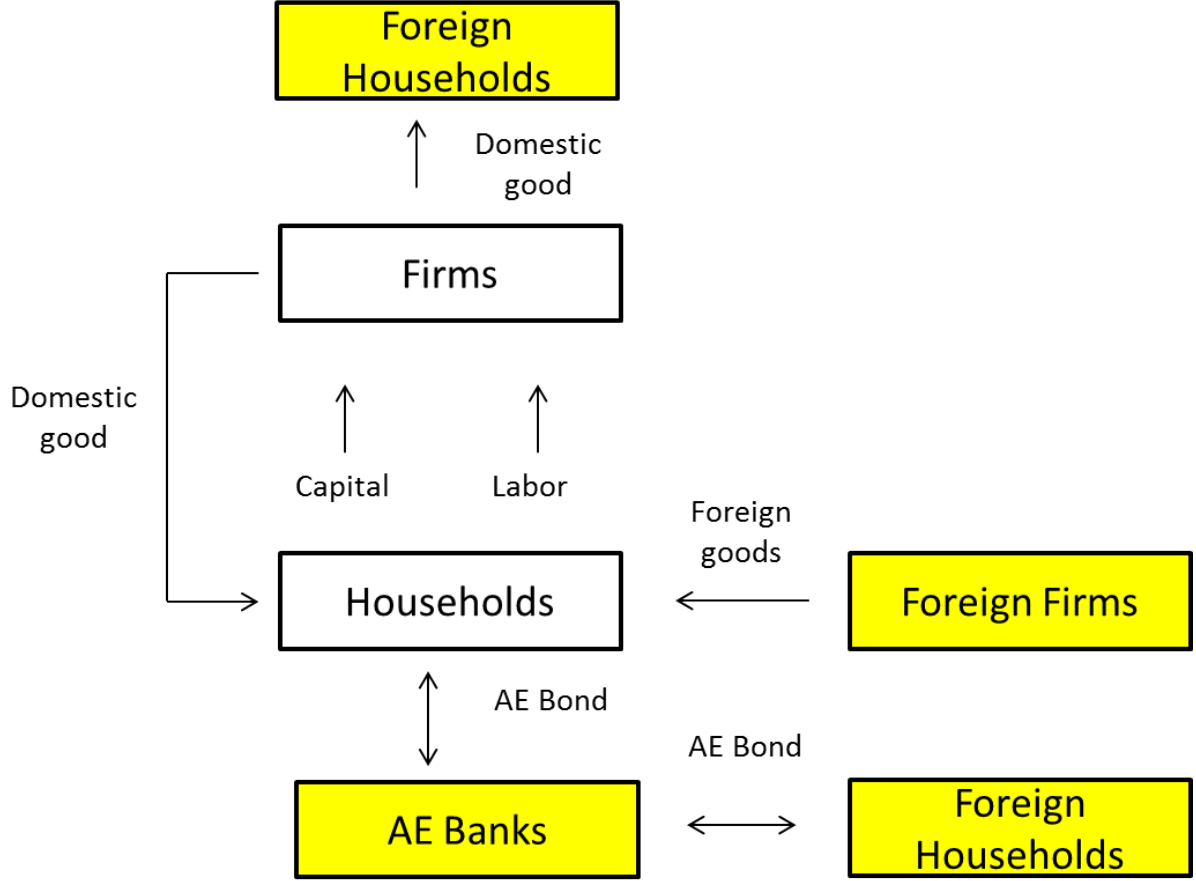 Foreign
Households
Domestic
good
Firms
Domestic
good
Capital
Labor
Foreign
goods
Households
Foreign Firms
AE Bond
AE Bond
AE Banks
Foreign
Households